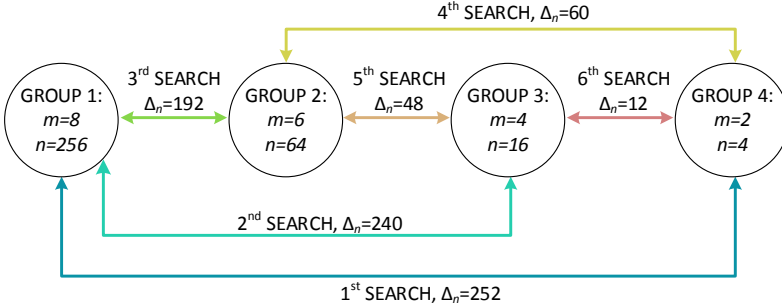 4th SEARCH, Δn=60
3rd SEARCH
Δn=192
5th SEARCH
Δn=48
6th SEARCH
Δn=12
GROUP 1:
m=8
n=256
GROUP 2:
m=6
n=64
GROUP 3:
m=4
n=16
GROUP 4:
m=2
n=4
2nd SEARCH, Δn=240
1st SEARCH, Δn=252